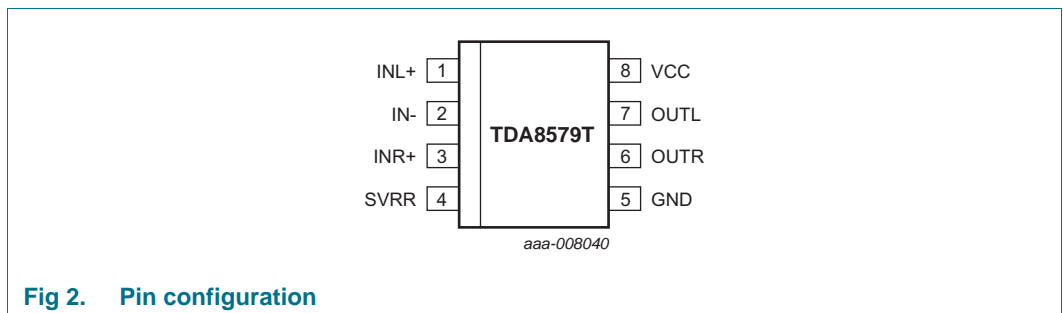 INL+ 1 8 VCC
IN- 2 7 OUTL
TDA8579T
INR+ 3 6 OUTR
SVRR 4 5 GND
aaa-008040
Fig 2. Pin configuration